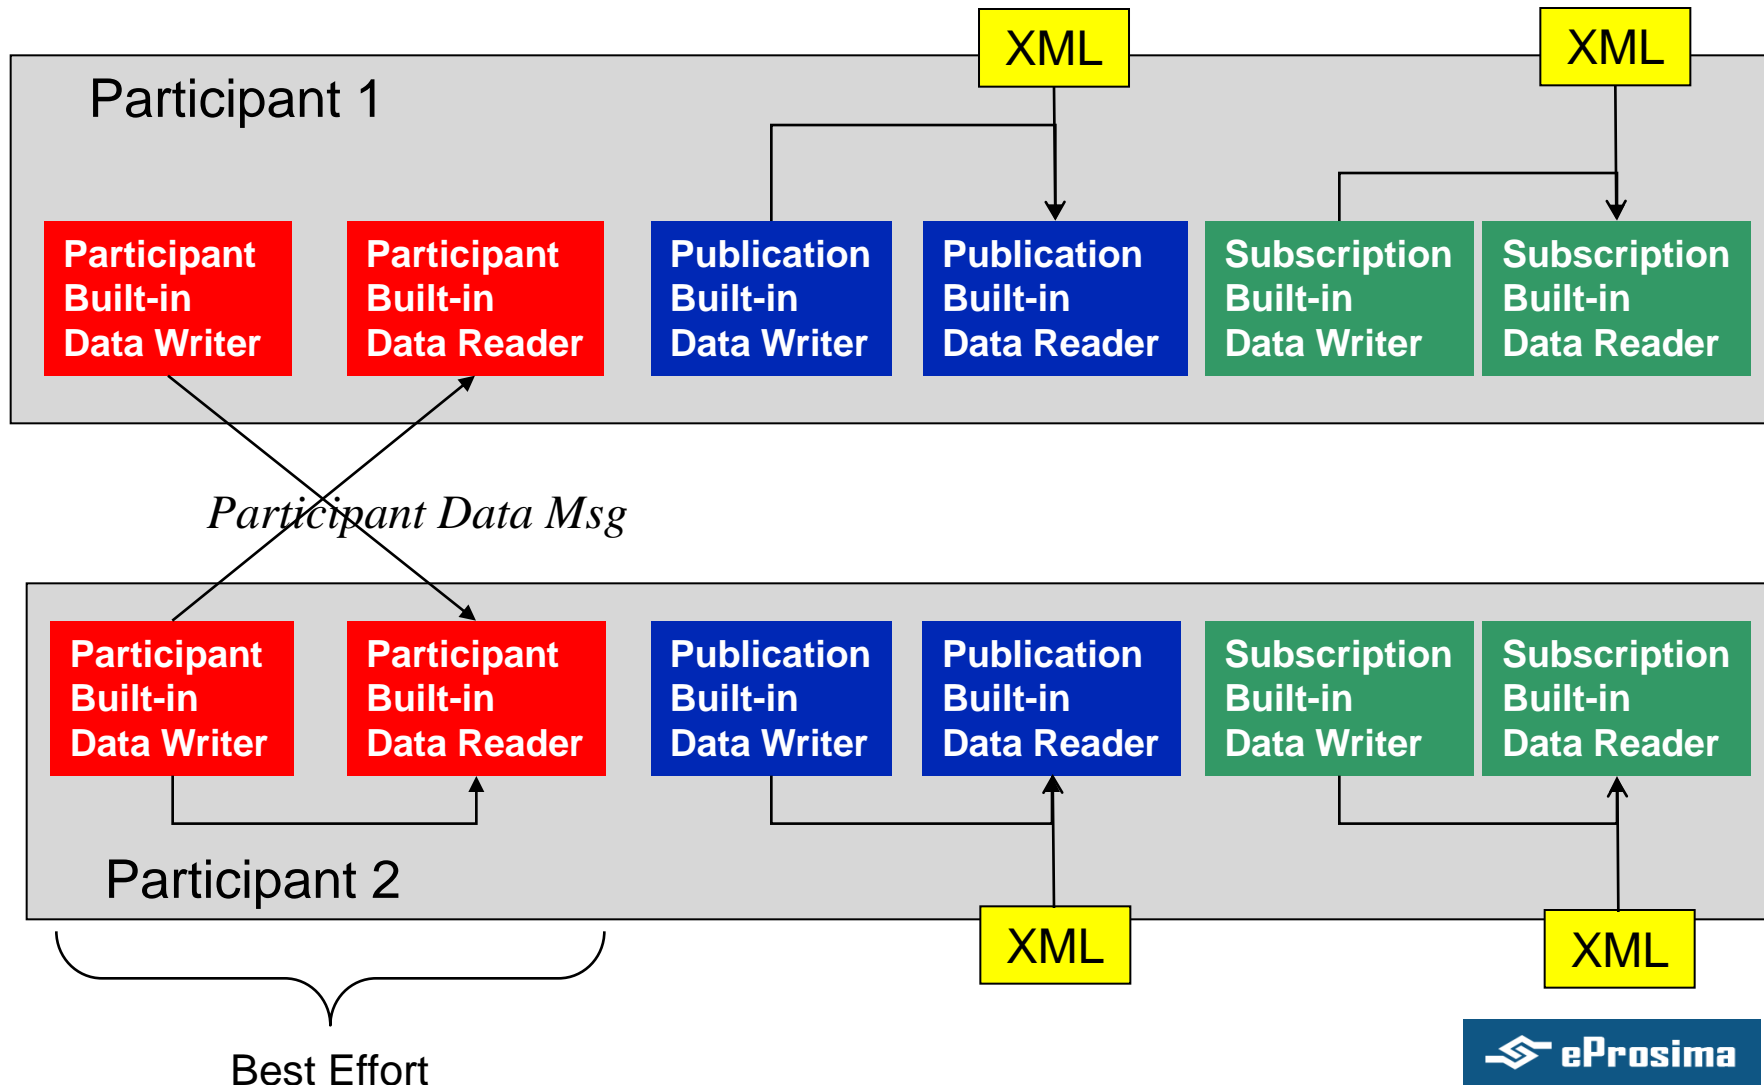 XML
XML
Participant 1
Participant
Built-in
Data Writer
Participant
Built-in
Data Reader
Publication
Built-in
Data Writer
Publication
Built-in
Data Reader
Subscription
Built-in
Data Writer
Subscription
Built-in
Data Reader
Participant Data Msg
Participant
Built-in
Data Writer
Participant
Built-in
Data Reader
Publication
Built-in
Data Writer
Publication
Built-in
Data Reader
Subscription
Built-in
Data Writer
Subscription
Built-in
Data Reader
Participant 2
XML
XML
Best Effort
eProsima